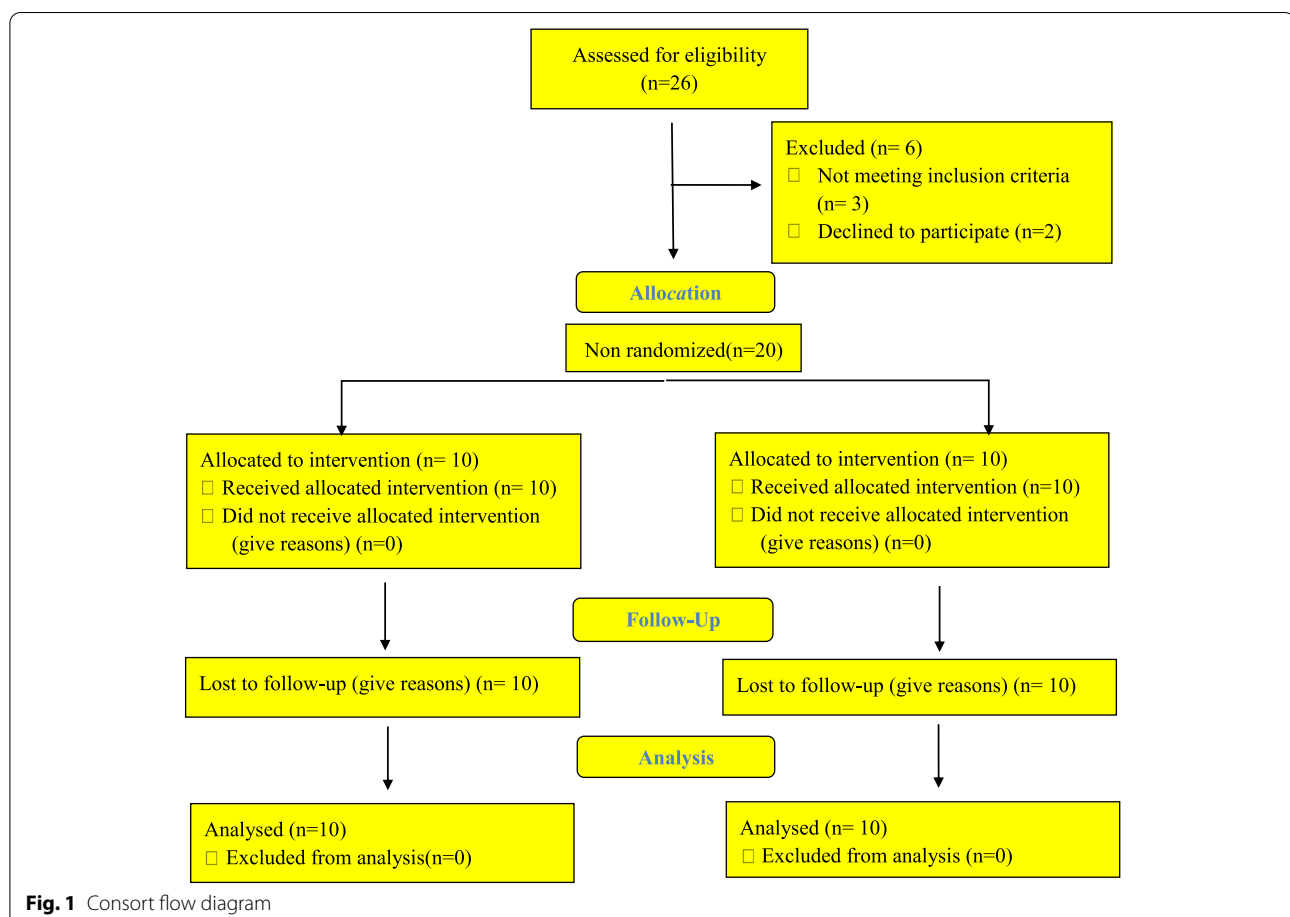 Assessed for eligibility
(n=26)
Excluded (n= 6)
□ Not meeting inclusion criteria
(n= 3)
□ Declined to participate (n=2)
Allocation
Non randomized(n=20)
Allocated to intervention (n= 10)
□ Received allocated intervention (n= 10)
□ Did not receive allocated intervention
(give reasons) (n=0)
Allocated to intervention (n= 10)
□ Received allocated intervention (n=10)
□ Did not receive allocated intervention
(give reasons) (n=0)
Follow-Up
Lost to follow-up (give reasons) (n= 10)
Lost to follow-up (give reasons) (n= 10)
Analysis
Analysed (n=10)
□ Excluded from analysis(n=0)
Analysed (n= 10)
□ Excluded from analysis (n=0)
Fig. 1 Consort flow diagram